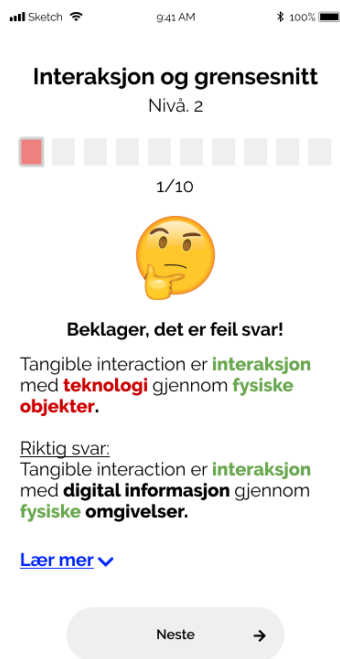 Sketch 9:41 AM 100%
Interaksjon og grensesnitt
Nivå. 2
1/10
Beklager, det er feil svar!
Tangible interaction er interaksjon
med teknologi gjennom fysiske
objekter.
Riktig svar:
Tangible interaction er interaksjon
med digital informasjon gjennom
fysiske omgivelser.
Lær mer
Neste